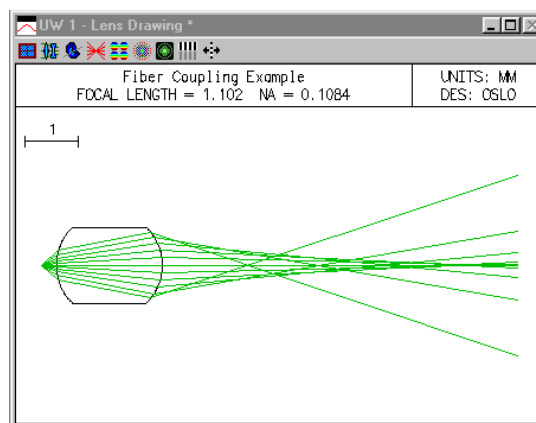 UW 1 - Lens Drawing *
Fiber Coupling Example
FOCAL LENGTH = 1.102 NA = 0.1084
UNITS: MM
DES: OSLO
1